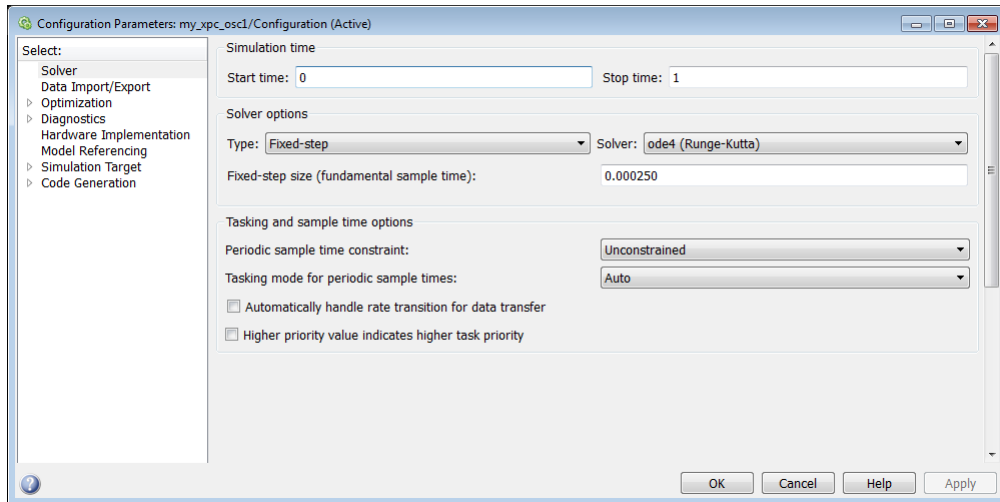 Configuration Parameters: my_xpc_osc1/Configuration (Active)
Select:
Solver
Data Import/Export
Optimization
Diagnostics
Hardware Implementation
Model Referencing
Simulation Target
Code Generation
Simulation time
Start time: 0 Stop time: 1
Solver options
Type: Fixed-step Solver: ode4 (Runge-Kutta)
Fixed-step size (fundamental sample time): 0.000250
Tasking and sample time options
Periodic sample time constraint: Unconstrained
Tasking mode for periodic sample times: Auto
Automatically handle rate transition for data transfer
Higher priority value indicates higher task priority
OK Cancel Help Apply